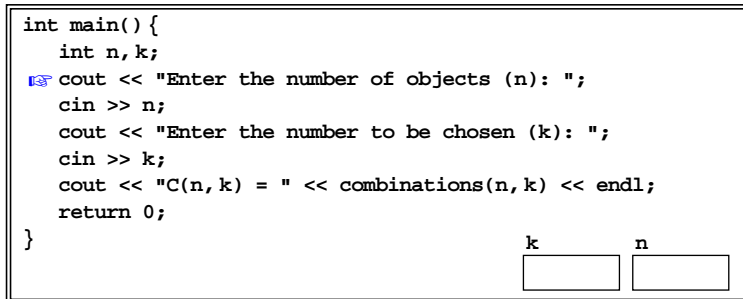 int main() {
int n, k;
☞ cout << "Enter the number of objects (n): ";
cin >> n;
cout << "Enter the number to be chosen (k): ";
cin >> k;
cout << "C(n, k) = " << combinations(n, k) << endl;
return 0;
}
k n